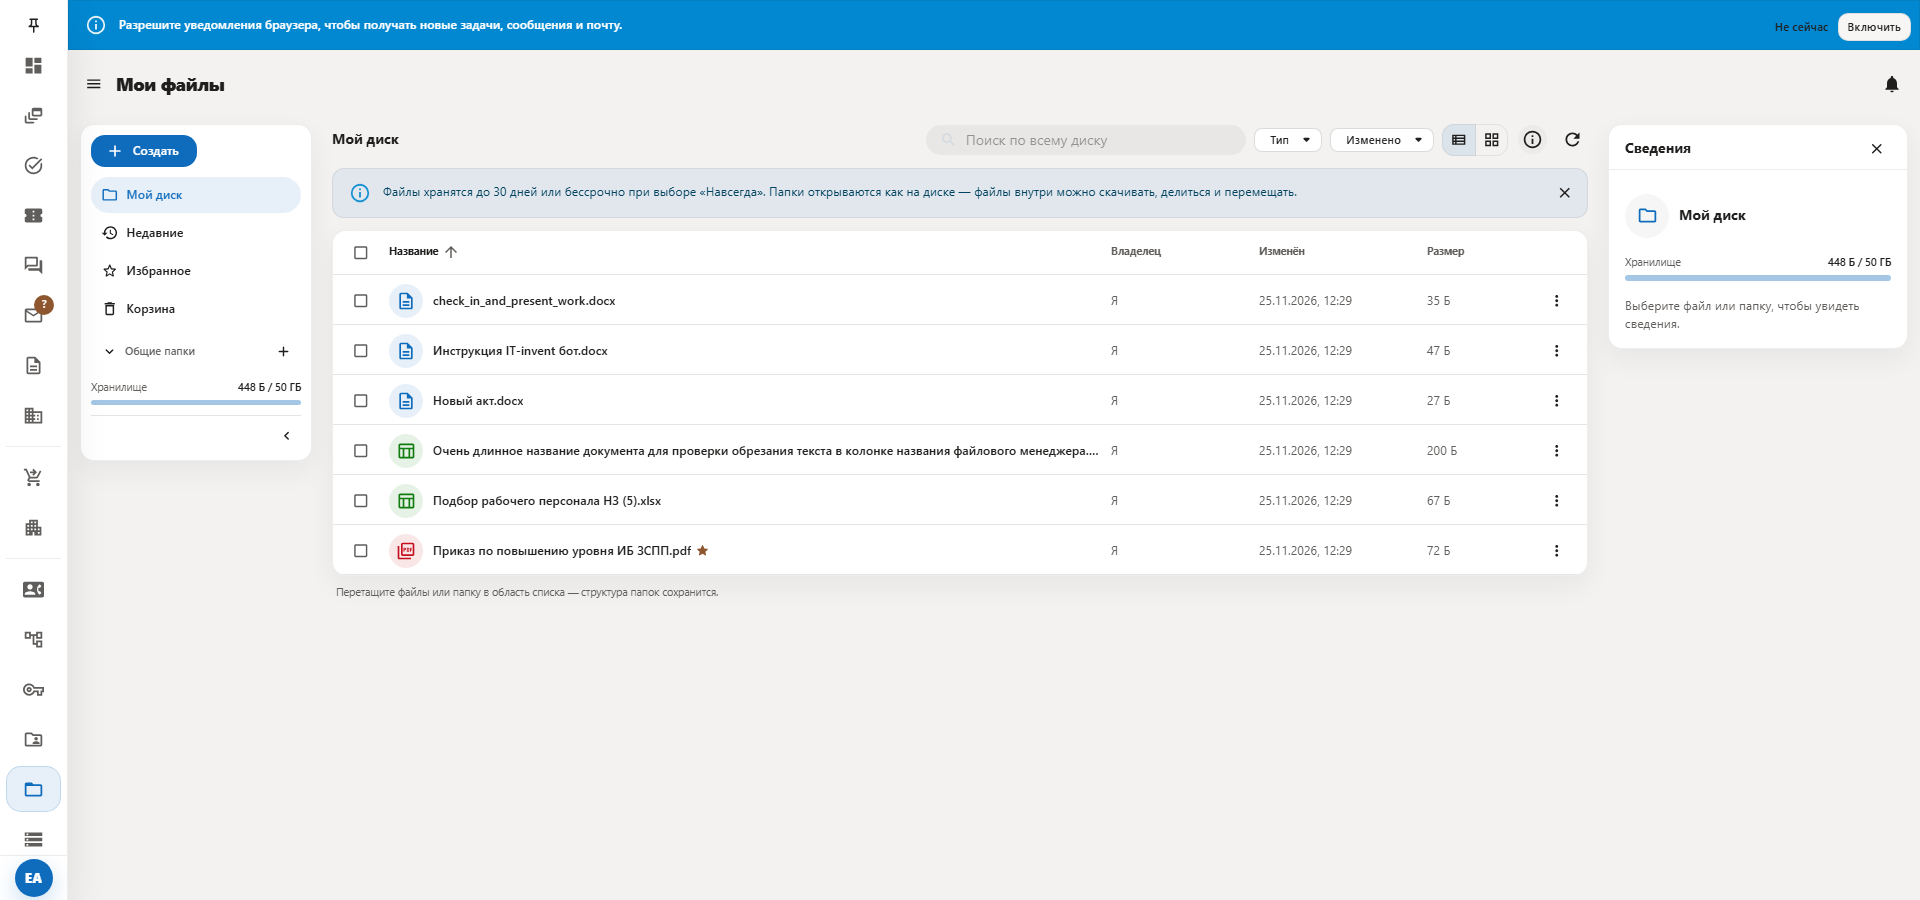 Разрешите уведомления браузера, чтобы получать новые задачи, сообщения и почту.
Не сейчас
Включить
Мои файлы
?
Создать
Мой диск
Недавние
Избранное
Корзина
Общие папки
Хранилище 448 Б / 50 ГБ
EA
Мой диск
Поиск по всему диску
Тип
Изменено
Файлы хранятся до 30 дней или бессрочно при выборе «Навсегда». Папки открываются как на диске — файлы внутри можно скачивать, делиться и перемещать.
Название Владелец Изменён Размер
check_in_and_present_work.docx Я 25.11.2026, 12:29 35 Б
Инструкция IT-invent бот.docx Я 25.11.2026, 12:29 47 Б
Новый акт.docx Я 25.11.2026, 12:29 27 Б
Очень длинное название документа для проверки обрезания текста в колонке названия файлового менеджера.... Я 25.11.2026, 12:29 200 Б
Подбор рабочего персонала НЗ (5).xlsx Я 25.11.2026, 12:29 67 Б
PDF Приказ по повышению уровня ИБ ЗСПП.pdf Я 25.11.2026, 12:29 72 Б
Перетащите файлы или папку в область списка — структура папок сохранится.
Сведения
Мой диск
Хранилище 448 Б / 50 ГБ
Выберите файл или папку, чтобы увидеть
сведения.